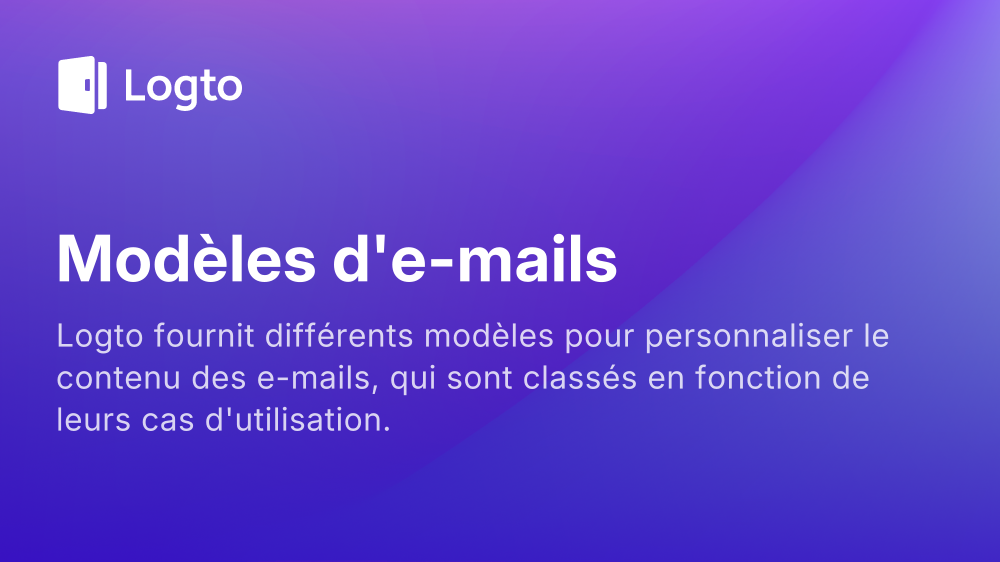 Logto
Modèles d'e-mails
Logto fournit différents modèles pour personnaliser le
contenu des e-mails, qui sont classés en fonction de
leurs cas d'utilisation.